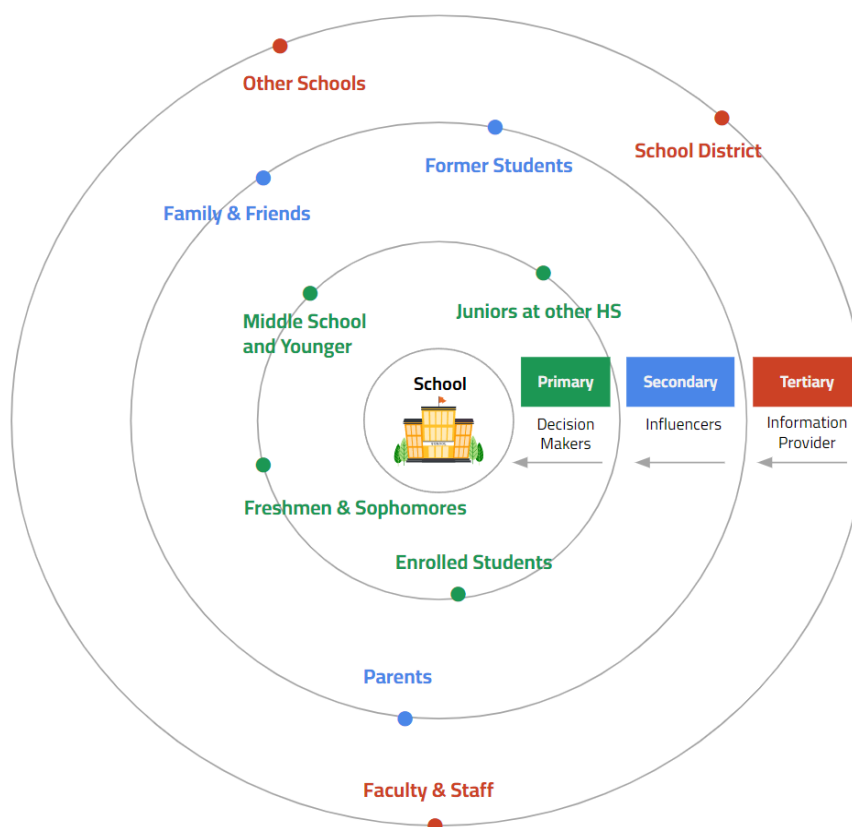 Other Schools
School District
Former Students
Family & Friends
Juniors at other HS
Middle School
and Younger
School
Primary
Secondary
Tertiary
Decision
Makers
Influencers
Information
Provider
Freshmen & Sophomores
Enrolled Students
Parents
Faculty & Staff